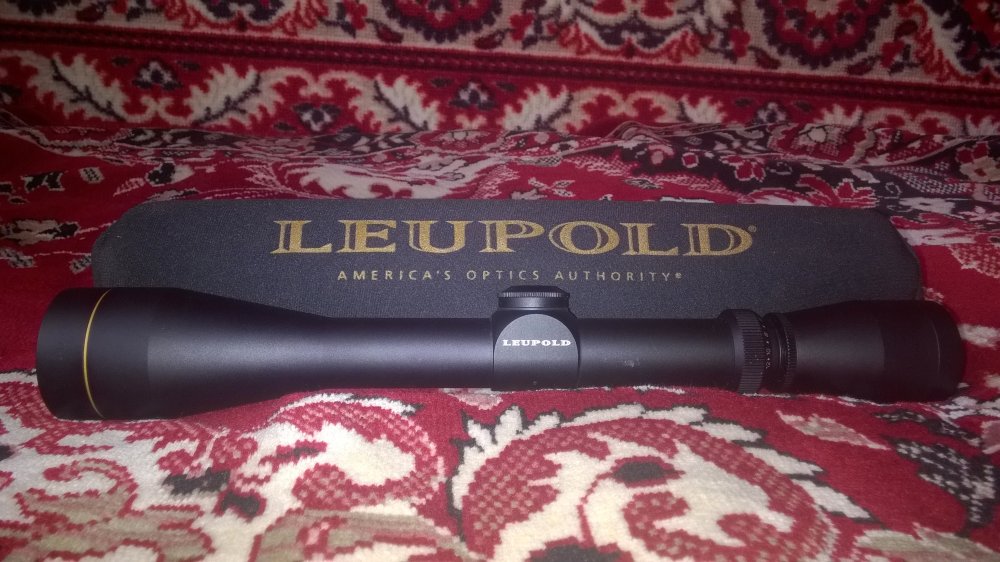 LEUPOLD®
AMERICA'S OPTICS AUTHORITY®
LEUPOLD